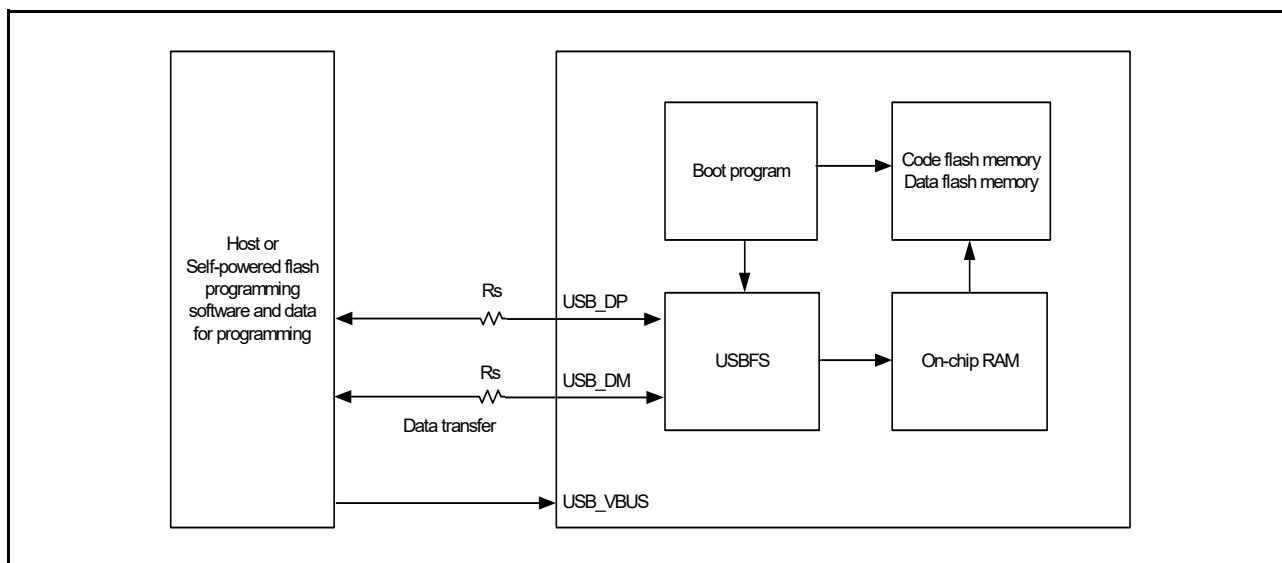 Host or
Self-powered flash
programming
software and data
for programming
Rs
USB_DP
Rs
USB_DM
Data transfer
USB_VBUS
Boot program
Code flash memory
Data flash memory
USBFS
On-chip RAM